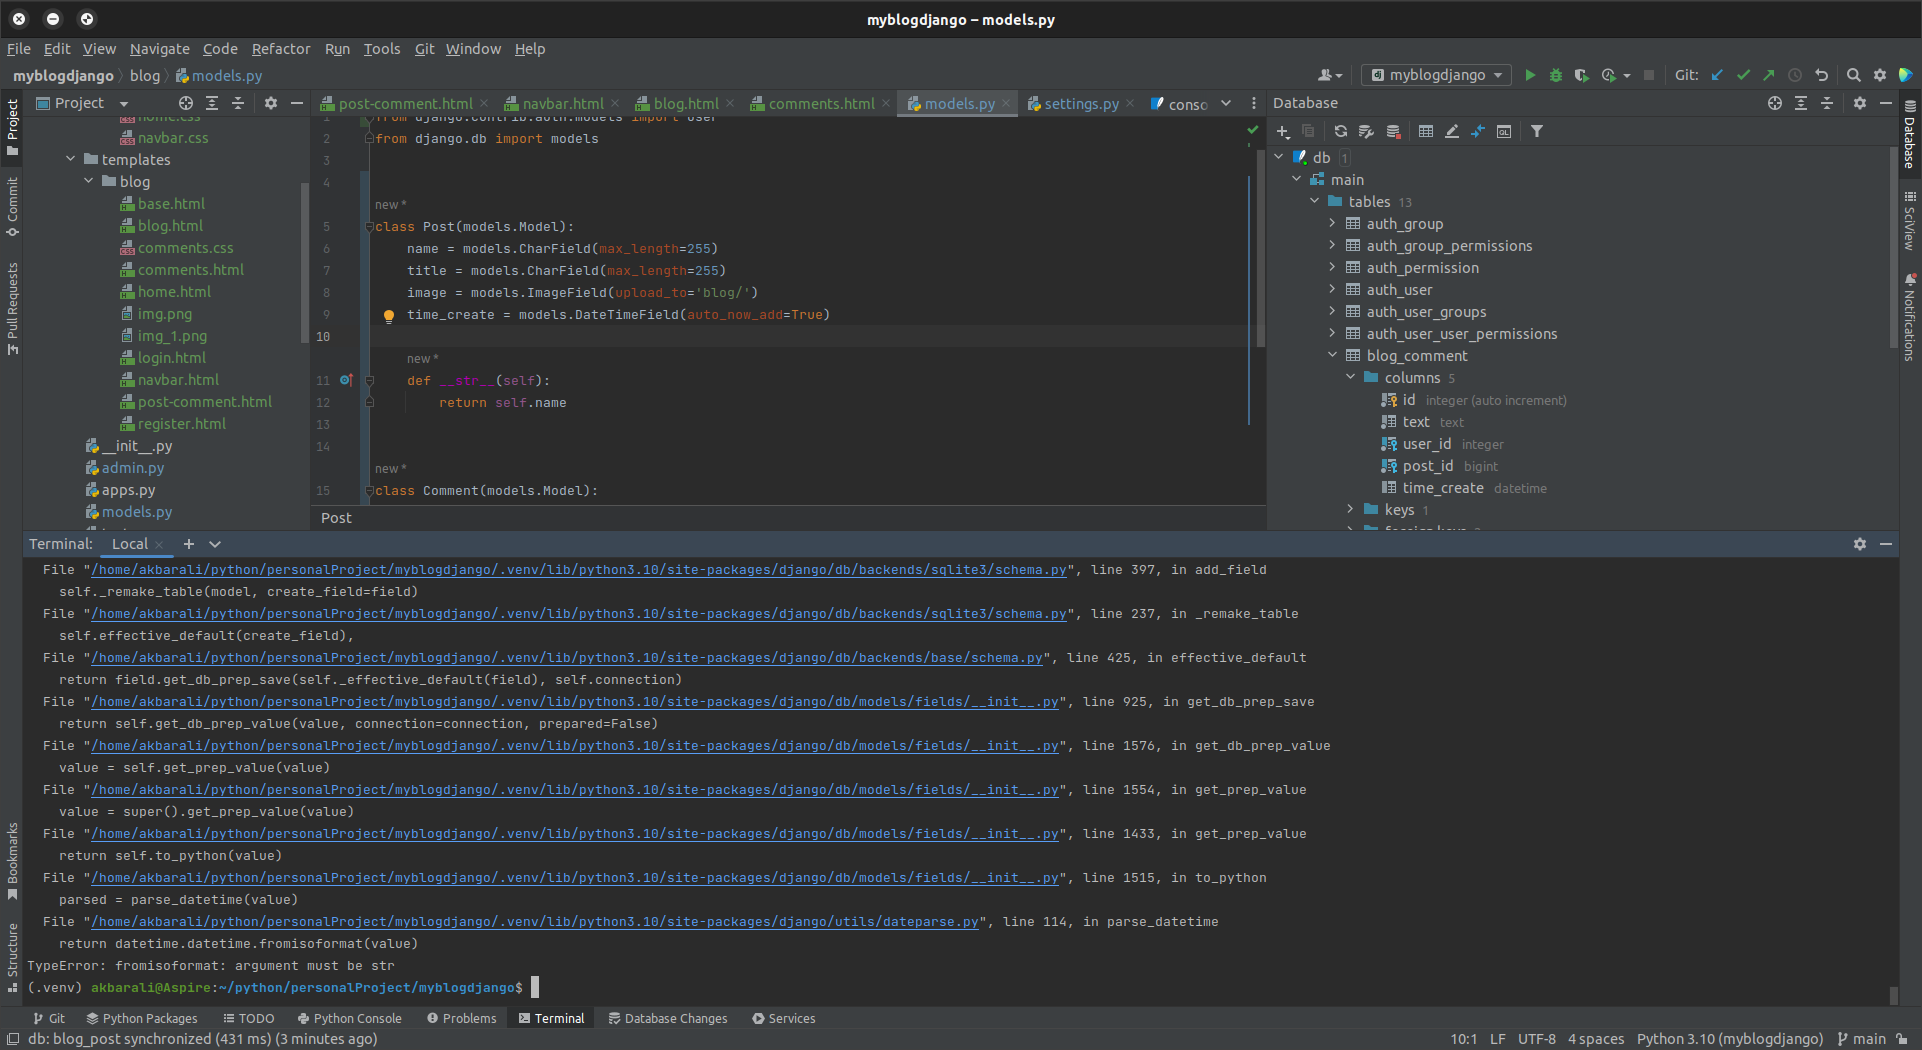 myblogdjango – models.py
File Edit View Navigate Code Refactor Run Tools Git Window Help
myblogdjango blog models.py
myblogdjango
Git:
Project
post-comment.html navbar.html blog.html comments.html models.py settings.py conso
Database
home.css
navbar.css
templates
blog
base.html
blog.html
comments.css
comments.html
home.html
img.png
img_1.png
login.html
navbar.html
post-comment.html
register.html
__init__.py
admin.py
apps.py
models.py
1 from django.contrib.auth.models import User
2 from django.db import models
3
4
new *
5 class Post(models.Model):
6 name = models.CharField(max_length=255)
7 title = models.CharField(max_length=255)
8 image = models.ImageField(upload_to='blog/')
9 time_create = models.DateTimeField(auto_now_add=True)
10
new *
11 def __str__(self):
12 return self.name
13
14
new *
15 class Comment(models.Model):
Post
db 1
main
tables 13
auth_group
auth_group_permissions
auth_permission
auth_user
auth_user_groups
auth_user_user_permissions
blog_comment
columns 5
id integer (auto increment)
text text
user_id integer
post_id bigint
time_create datetime
keys 1
Project
Commit
Pull Requests
Bookmarks
Structure
Database
SciView
Notifications
Terminal: Local
File "/home/akbarali/python/personalProject/myblogdjango/.venv/lib/python3.10/site-packages/django/db/backends/sqlite3/schema.py", line 397, in add_field
self._remake_table(model, create_field=field)
File "/home/akbarali/python/personalProject/myblogdjango/.venv/lib/python3.10/site-packages/django/db/backends/sqlite3/schema.py", line 237, in _remake_table
self.effective_default(create_field),
File "/home/akbarali/python/personalProject/myblogdjango/.venv/lib/python3.10/site-packages/django/db/backends/base/schema.py", line 425, in effective_default
return field.get_db_prep_save(self._effective_default(field), self.connection)
File "/home/akbarali/python/personalProject/myblogdjango/.venv/lib/python3.10/site-packages/django/db/models/fields/__init__.py", line 925, in get_db_prep_save
return self.get_db_prep_value(value, connection=connection, prepared=False)
File "/home/akbarali/python/personalProject/myblogdjango/.venv/lib/python3.10/site-packages/django/db/models/fields/__init__.py", line 1576, in get_db_prep_value
value = self.get_prep_value(value)
File "/home/akbarali/python/personalProject/myblogdjango/.venv/lib/python3.10/site-packages/django/db/models/fields/__init__.py", line 1554, in get_prep_value
value = super().get_prep_value(value)
File "/home/akbarali/python/personalProject/myblogdjango/.venv/lib/python3.10/site-packages/django/db/models/fields/__init__.py", line 1433, in get_prep_value
return self.to_python(value)
File "/home/akbarali/python/personalProject/myblogdjango/.venv/lib/python3.10/site-packages/django/db/models/fields/__init__.py", line 1515, in to_python
parsed = parse_datetime(value)
File "/home/akbarali/python/personalProject/myblogdjango/.venv/lib/python3.10/site-packages/django/utils/dateparse.py", line 114, in parse_datetime
return datetime.datetime.fromisoformat(value)
TypeError: fromisoformat: argument must be str
(.venv) akbarali@Aspire:~/python/personalProject/myblogdjango$
Git Python Packages TODO Python Console Problems Terminal Database Changes Services
db: blog_post synchronized (431 ms) (3 minutes ago)
10:1 LF UTF-8 4 spaces Python 3.10 (myblogdjango) main